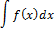 ∫ f(x) dx